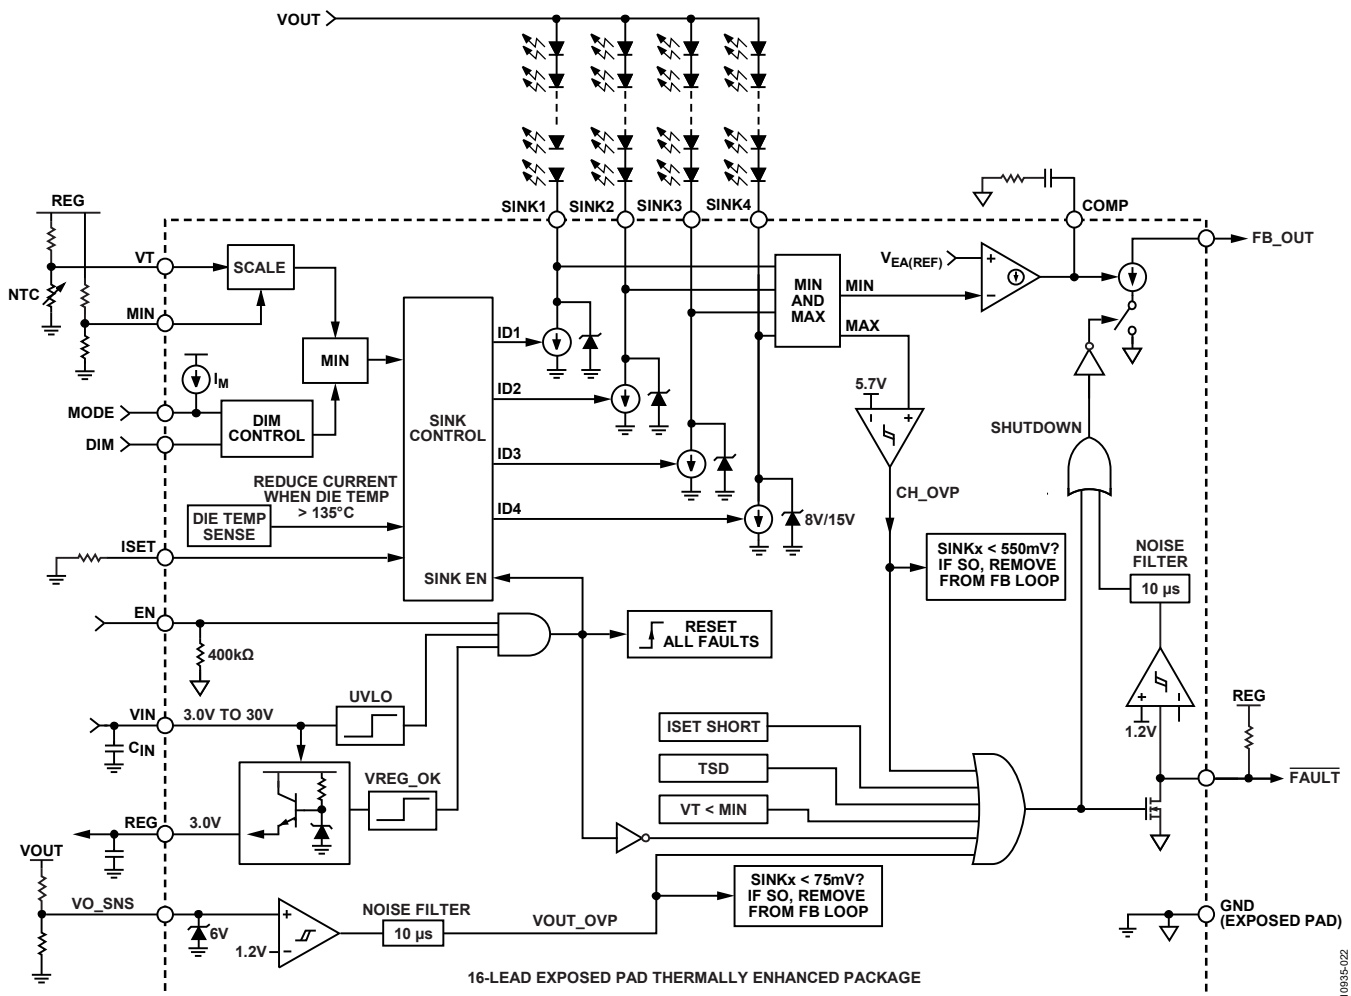 VOUT
SINK1
SINK2
SINK3
SINK4
COMP
REG
VT
NTC
MIN
SCALE
MIN
IM
MODE
DIM
DIM
CONTROL
REDUCE CURRENT
WHEN DIE TEMP
> 135°C
DIE TEMP
SENSE
ISET
SINK
CONTROL
SINK EN
ID1
ID2
ID3
ID4
8V/15V
MIN
AND
MAX
MIN
MAX
VEA(REF)
+
−
FB_OUT
5.7V
−
+
CH_OVP
SHUTDOWN
SINKx < 550mV?
IF SO, REMOVE
FROM FB LOOP
NOISE
FILTER
10 µs
+
−
1.2V
REG
FAULT
EN
400kΩ
RESET
ALL FAULTS
VIN
3.0V TO 30V
CIN
UVLO
VREG_OK
REG
3.0V
ISET SHORT
TSD
VT < MIN
VOUT
VO_SNS
6V
+
−
1.2V
NOISE FILTER
10 µs
VOUT_OVP
SINKx < 75mV?
IF SO, REMOVE
FROM FB LOOP
GND
(EXPOSED PAD)
16-LEAD EXPOSED PAD THERMALLY ENHANCED PACKAGE
10935-022